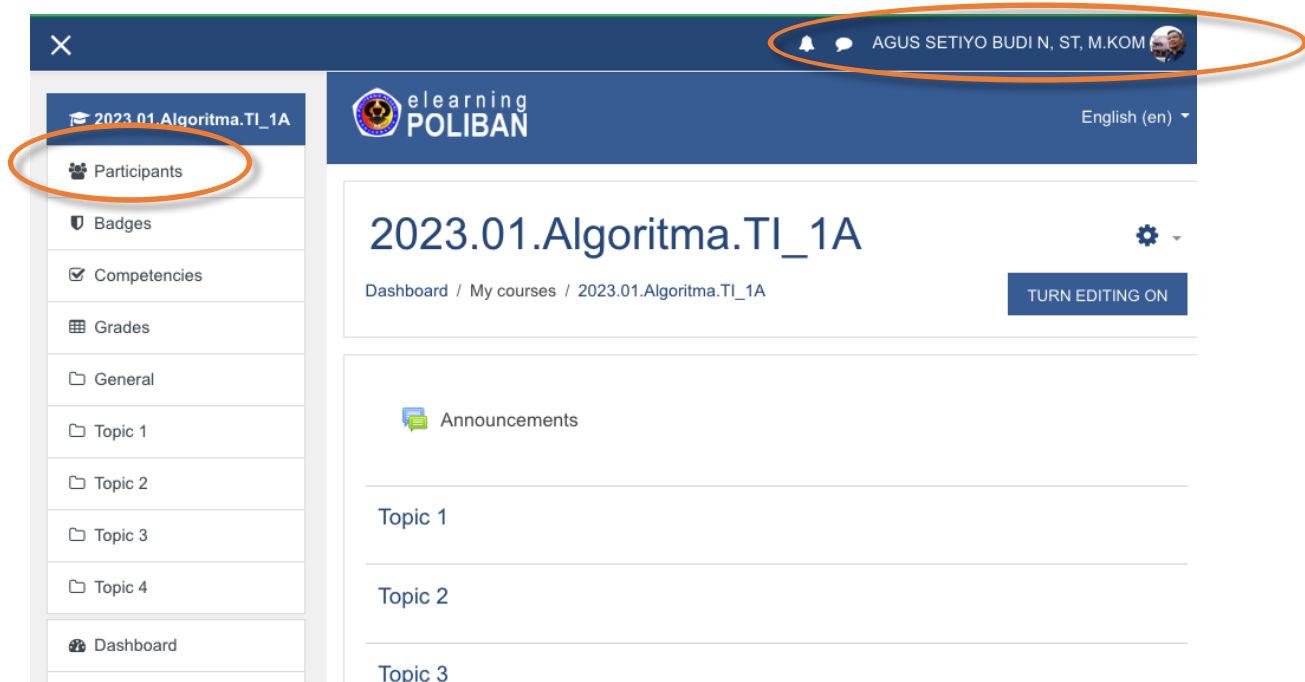 AGUS SETIYO BUDI N, ST, M.KOM
2023.01.Algoritma.TI_1A
Participants
Badges
Competencies
Grades
General
Topic 1
Topic 2
Topic 3
Topic 4
Dashboard
elearning
POLIBAN
English (en)
2023.01.Algoritma.TI_1A
Dashboard / My courses / 2023.01.Algoritma.TI_1A
TURN EDITING ON
Announcements
Topic 1
Topic 2
Topic 3